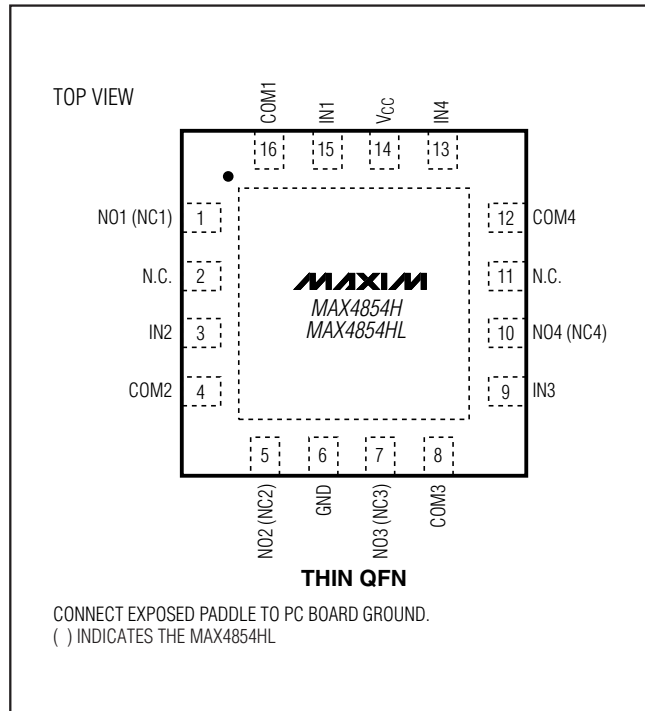 TOP VIEW
COM1
IN1
VCC
IN4
16
15
14
13
NO1 (NC1)
1
12
COM4
N.C.
2
11
N.C.
IN2
3
10
NO4 (NC4)
COM2
4
9
IN3
MAXIM
MAX4854H
MAX4854HL
5
6
7
8
NO2 (NC2)
GND
NO3 (NC3)
COM3
THIN QFN
CONNECT EXPOSED PADDLE TO PC BOARD GROUND.
( ) INDICATES THE MAX4854HL